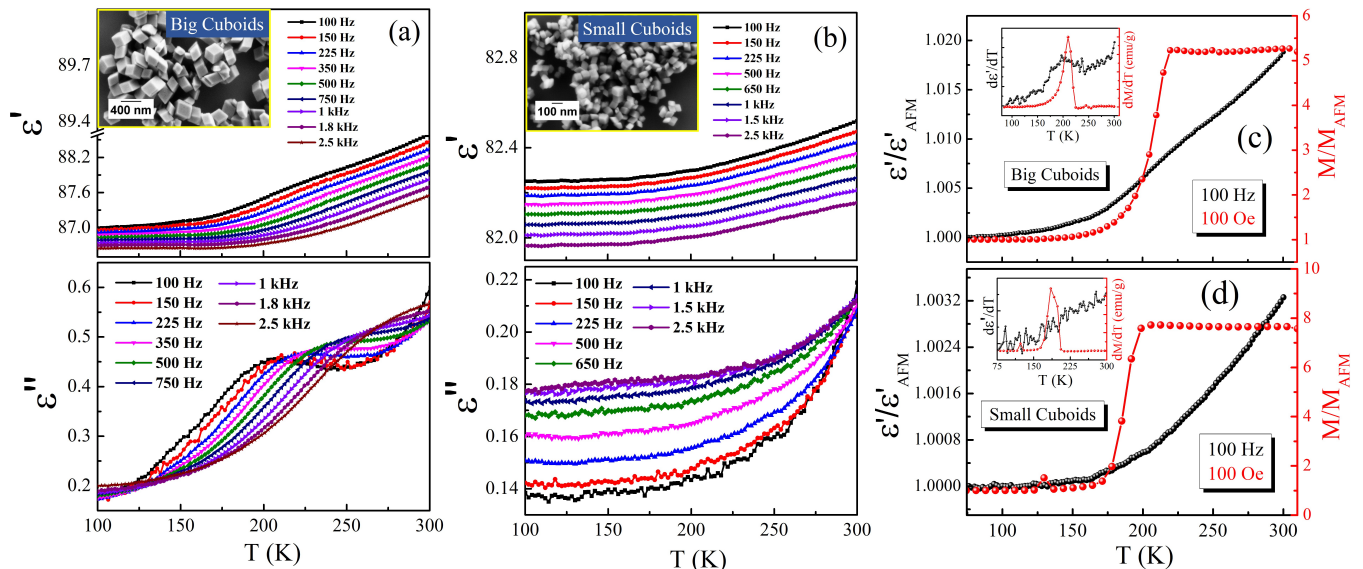 Big Cuboids
(a)
400 nm
100 Hz
150 Hz
225 Hz
350 Hz
500 Hz
750 Hz
1 kHz
1.8 kHz
2.5 kHz
ε'
89.7
89.4
88.2
87.6
87.0
100 Hz
150 Hz
225 Hz
350 Hz
500 Hz
750 Hz
1 kHz
1.8 kHz
2.5 kHz
ε''
0.6
0.5
0.4
0.3
0.2
100 150 200 250 300
T (K)
Small Cuboids
(b)
100 nm
100 Hz
150 Hz
225 Hz
500 Hz
650 Hz
1 kHz
1.5 kHz
2.5 kHz
ε'
82.8
82.4
82.0
100 Hz
150 Hz
225 Hz
500 Hz
650 Hz
1 kHz
1.5 kHz
2.5 kHz
ε''
0.22
0.20
0.18
0.16
0.14
100 150 200 250 300
T (K)
(c)
ε'/ε'AFM
1.020
1.015
1.010
1.005
1.000
M/MAFM
6
5
4
3
2
1
dε'/dT
dM/dT (emu/g)
100 150 200 250 300
T (K)
Big Cuboids
100 Hz
100 Oe
(d)
ε'/ε'AFM
1.0032
1.0024
1.0016
1.0008
1.0000
M/MAFM
10
8
6
4
2
0
dε'/dT
dM/dT (emu/g)
75 150 225 300
T (K)
Small Cuboids
100 Hz
100 Oe
100 150 200 250 300
T (K)